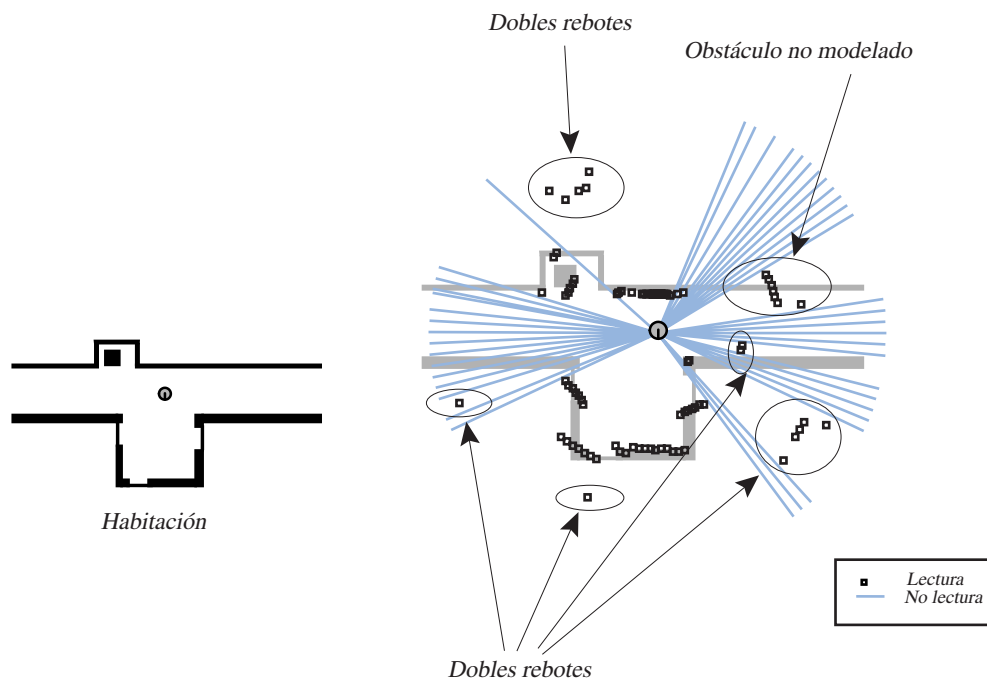 Dobles rebotes
Obstáculo no modelado
Habitación
Lectura
No lectura
Dobles rebotes